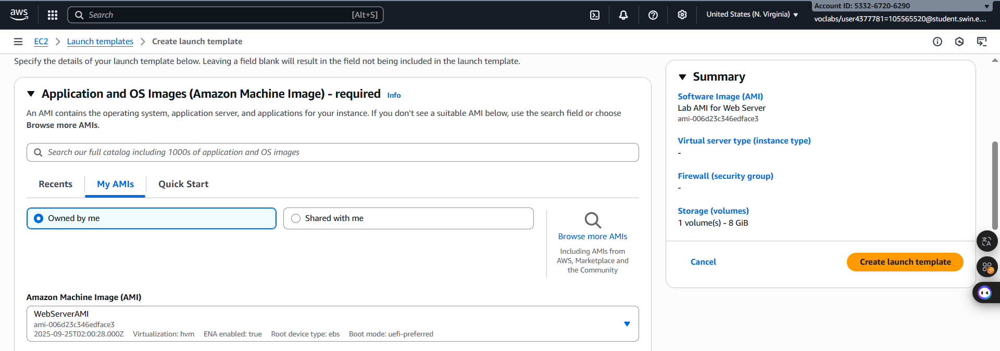 aws
Search
[Alt+S]
United States (N. Virginia)
Account ID: 5332-6720-6290
voclabs/user4377781=105565520@student.swin.e...
EC2
Launch templates
Create launch template
Specify the details of your launch template below. Leaving a field blank will result in the field not being included in the launch template.
Application and OS Images (Amazon Machine Image) - required Info
An AMI contains the operating system, application server, and applications for your instance. If you don't see a suitable AMI below, use the search field or choose
Browse more AMIs.
Search our full catalog including 1000s of application and OS images
Recents
My AMIs
Quick Start
Owned by me
Shared with me
Browse more AMIs
Including AMIs from
AWS, Marketplace and
the Community
Amazon Machine Image (AMI)
WebServerAMI
ami-006d23c346edface3
2025-09-25T02:00:28.000Z Virtualization: hvm ENA enabled: true Root device type: ebs Boot mode: uefi-preferred
Summary
Software Image (AMI)
Lab AMI for Web Server
ami-006d23c346edface3
Virtual server type (instance type)
-
Firewall (security group)
-
Storage (volumes)
1 volume(s) - 8 GiB
Cancel
Create launch template